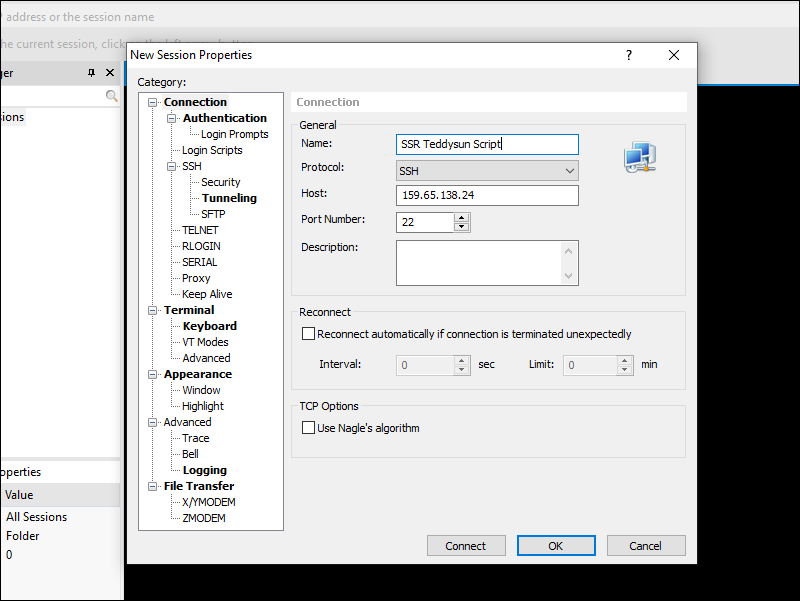 address or the session name
he current session, click
New Session Properties
?
ger
Category:
Connection
Authentication
Login Prompts
Login Scripts
SSH
Security
Tunneling
SFTP
TELNET
RLOGIN
SERIAL
Proxy
Keep Alive
Terminal
Keyboard
VT Modes
Advanced
Appearance
Window
Highlight
Advanced
Trace
Bell
Logging
File Transfer
X/YMODEM
ZMODEM
Connection
General
Name: SSR Teddysun Script
Protocol: SSH
Host: 159.65.138.24
Port Number: 22
Description:
Reconnect
Reconnect automatically if connection is terminated unexpectedly
Interval: 0 sec Limit: 0 min
TCP Options
Use Nagle's algorithm
Connect OK Cancel
ions
operties
Value
All Sessions
Folder
0